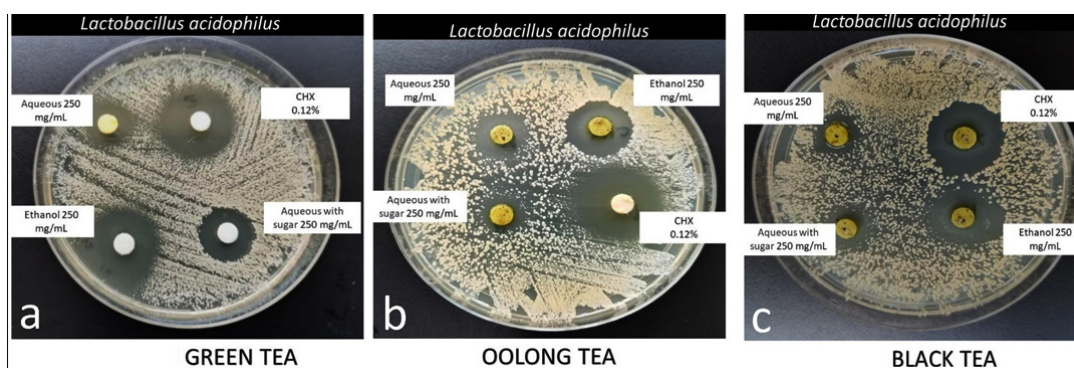 Lactobacillus acidophilus
Aqueous 250
mg/mL
CHX
0.12%
Ethanol 250
mg/mL
Aqueous with
sugar 250 mg/mL
a
GREEN TEA
Lactobacillus acidophilus
Aqueous 250
mg/mL
Ethanol 250
mg/mL
Aqueous with
sugar 250 mg/mL
CHX
0.12%
b
OOLONG TEA
Lactobacillus acidophilus
Aqueous 250
mg/mL
CHX
0.12%
Aqueous with
sugar 250 mg/mL
Ethanol 250
mg/mL
c
BLACK TEA